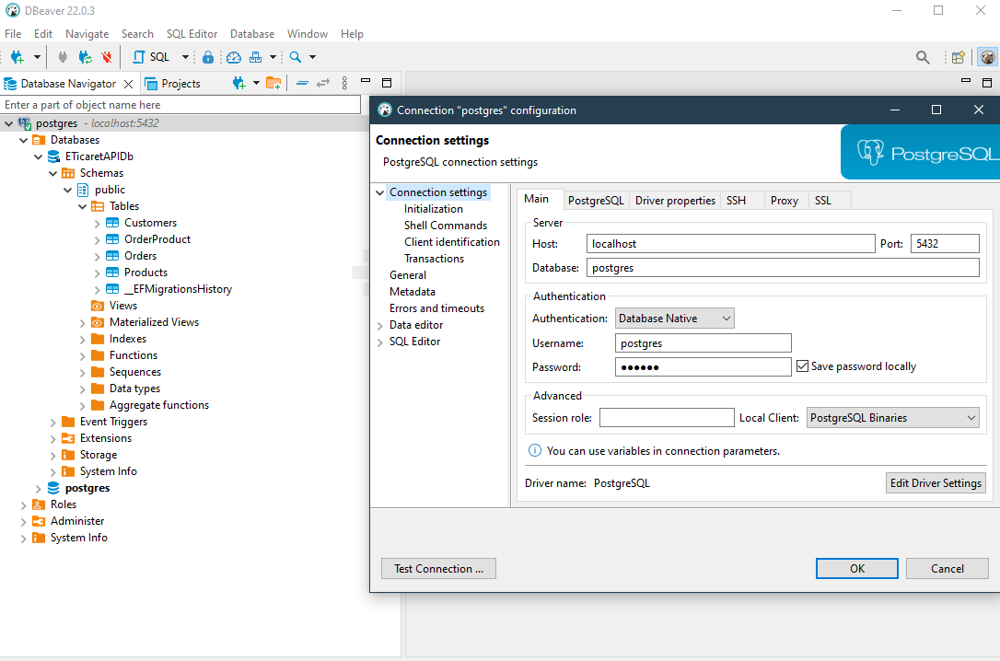 DBeaver 22.0.3
File Edit Navigate Search SQL Editor Database Window Help
SQL
Database Navigator Projects
Enter a part of object name here
postgres - localhost:5432
Databases
ETicaretAPIDb
Schemas
public
Tables
Customers
OrderProduct
Orders
Products
__EFMigrationsHistory
Views
Materialized Views
Indexes
Functions
Sequences
Data types
Aggregate functions
Event Triggers
Extensions
Storage
System Info
postgres
Roles
Administer
System Info
Connection "postgres" configuration
Connection settings
PostgreSQL connection settings
PostgreSQL
Connection settings
Initialization
Shell Commands
Client identification
Transactions
General
Metadata
Errors and timeouts
Data editor
SQL Editor
Main PostgreSQL Driver properties SSH Proxy SSL
Server
Host: localhost Port: 5432
Database: postgres
Authentication
Authentication: Database Native
Username: postgres
Password: ●●●●●● Save password locally
Advanced
Session role: Local Client: PostgreSQL Binaries
You can use variables in connection parameters.
Driver name: PostgreSQL Edit Driver Settings
Test Connection ... OK Cancel